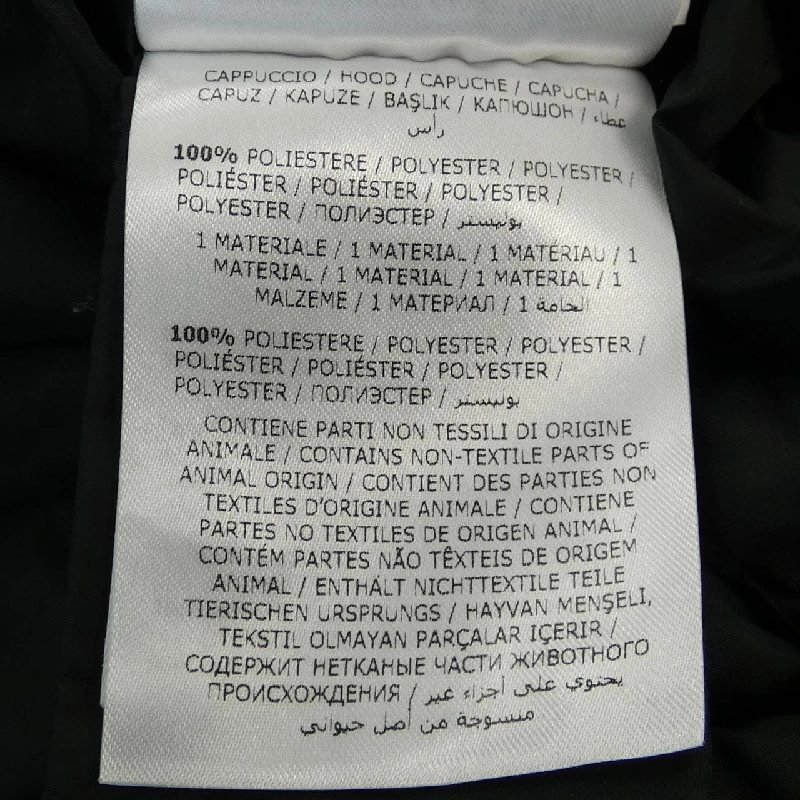 CAPPUCCIO / HOOD / CAPUCHE / CAPUCHA /
CAPUZ / KAPUZE / BAŞLIK / КАПЮШОН / غطاء
رأس
100% POLIESTERE / POLYESTER / POLYESTER /
POLIÉSTER / POLIÉSTER / POLYESTER /
POLYESTER / ПОЛИЭСТЕР / بوليستر
1 MATERIALE / 1 MATERIAL / 1 MATÉRIAU / 1
MATERIAL / 1 MATERIAL / 1 MATERIAL / 1
MALZEME / 1 МАТЕРИАЛ / 1 الخامة
100% POLIESTERE / POLYESTER / POLYESTER /
POLIÉSTER / POLIÉSTER / POLYESTER /
POLYESTER / ПОЛИЭСТЕР / بوليستر
CONTIENE PARTI NON TESSILI DI ORIGINE
ANIMALE / CONTAINS NON-TEXTILE PARTS OF
ANIMAL ORIGIN / CONTIENT DES PARTIES NON
TEXTILES D'ORIGINE ANIMALE / CONTIENE
PARTES NO TEXTILES DE ORIGEN ANIMAL /
CONTÉM PARTES NÃO TÊXTEIS DE ORIGEM
ANIMAL / ENTHÄLT NICHTTEXTILE TEILE
TIERISCHEN URSPRUNGS / HAYVAN MENŞELİ,
TEKSTİL OLMAYAN PARÇALAR İÇERİR /
СОДЕРЖИТ НЕТКАНЫЕ ЧАСТИ ЖИВОТНОГО
ПРОИСХОЖДЕНИЯ / يحتوي على أجزاء غير
منسوجة من أصل حيواني